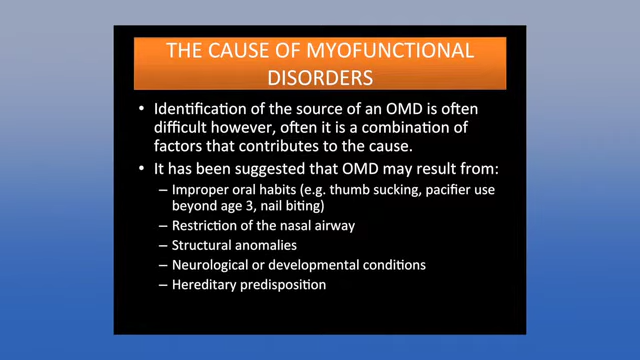 THE CAUSE OF MYOFUNCTIONAL
DISORDERS
• Identification of the source of an OMD is often
difficult however, often it is a combination of
factors that contributes to the cause.
• It has been suggested that OMD may result from:
– Improper oral habits (e.g. thumb sucking, pacifier use
beyond age 3, nail biting)
– Restriction of the nasal airway
– Structural anomalies
– Neurological or developmental conditions
– Hereditary predisposition